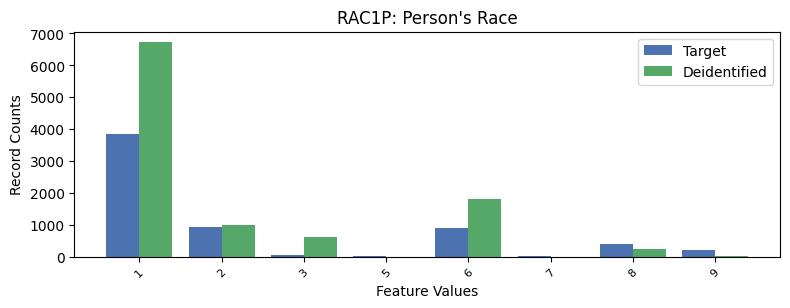 RAC1P: Person's Race
Record Counts
7000
6000
5000
4000
3000
2000
1000
0
Target
Deidentified
1 2 3 5 6 7 8 9
Feature Values